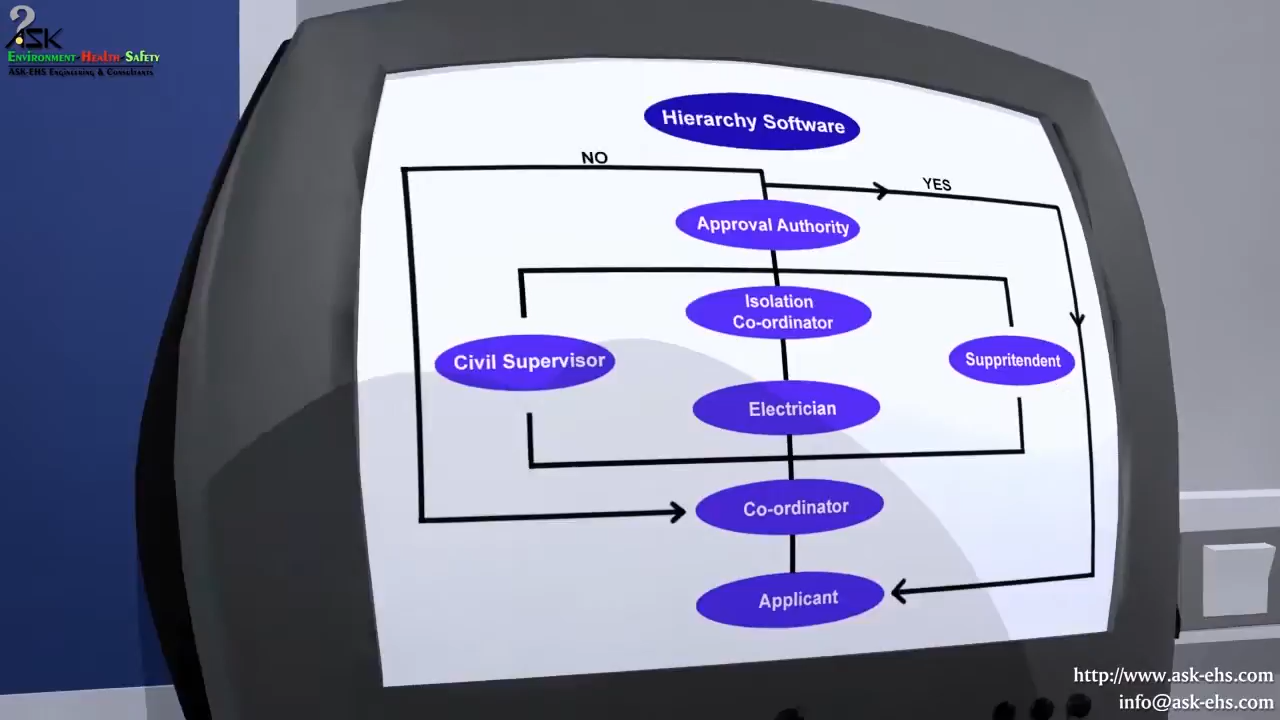 ?
ASK
ENVIRONMENT-HEALTH-SAFETY
ASK-EHS Engineering & Consultants
Hierarchy Software
NO
YES
Approval Authority
Isolation
Co-ordinator
Civil Supervisor
Suppritendent
Electrician
Co-ordinator
Applicant
http://www.ask-ehs.com
info@ask-ehs.com